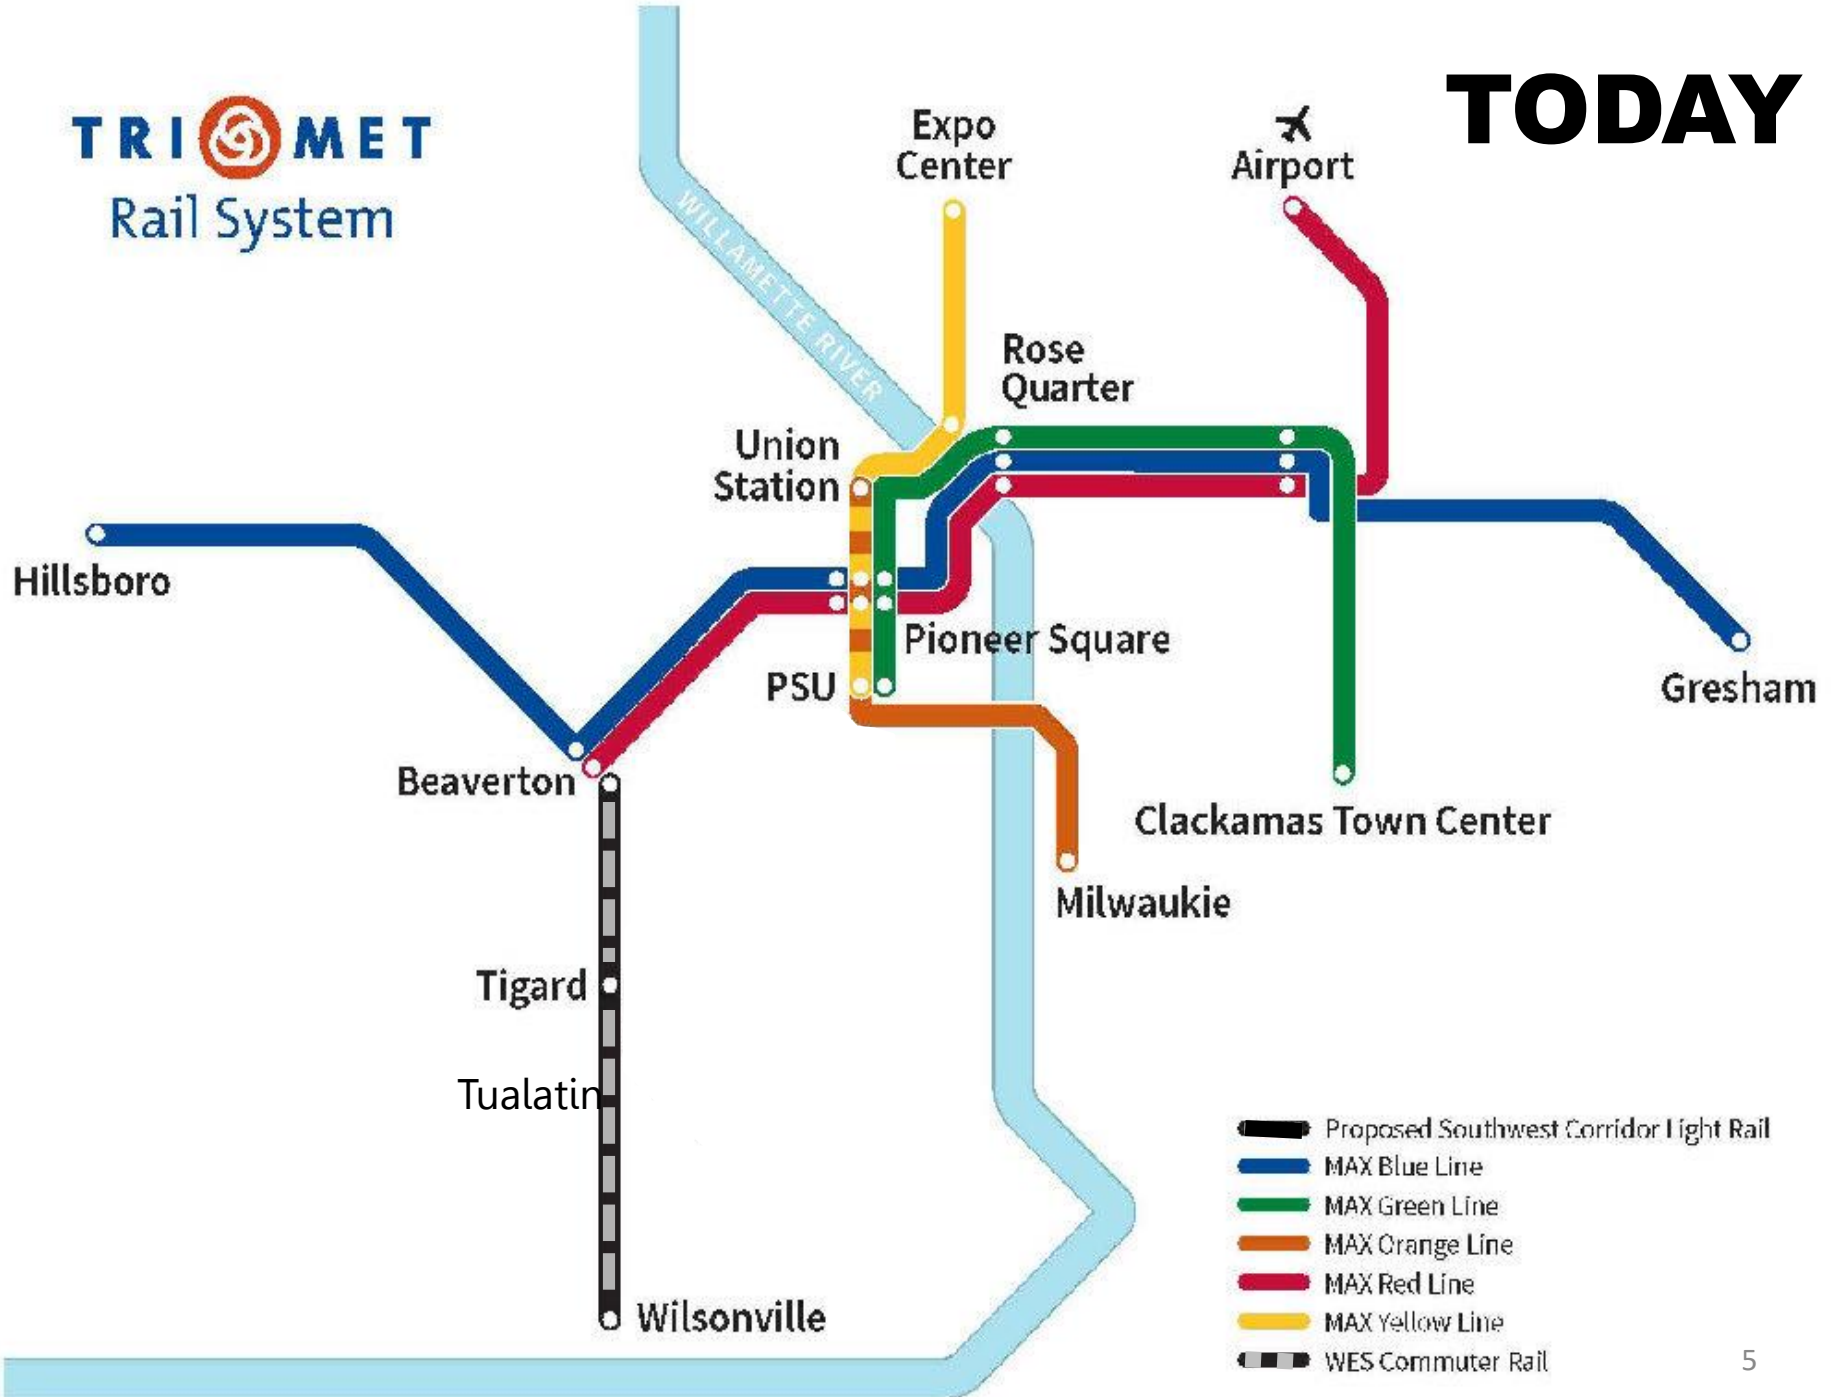 TODAY
TRI MET
Rail System
Expo
Center
Airport
WILLAMETTE RIVER
Rose
Quarter
Union
Station
Hillsboro
Pioneer Square
PSU
Gresham
Beaverton
Clackamas Town Center
Milwaukie
Tigard
Tualatin
Wilsonville
Proposed Southwest Corridor Light Rail
MAX Blue Line
MAX Green Line
MAX Orange Line
MAX Red Line
MAX Yellow Line
WES Commuter Rail
5